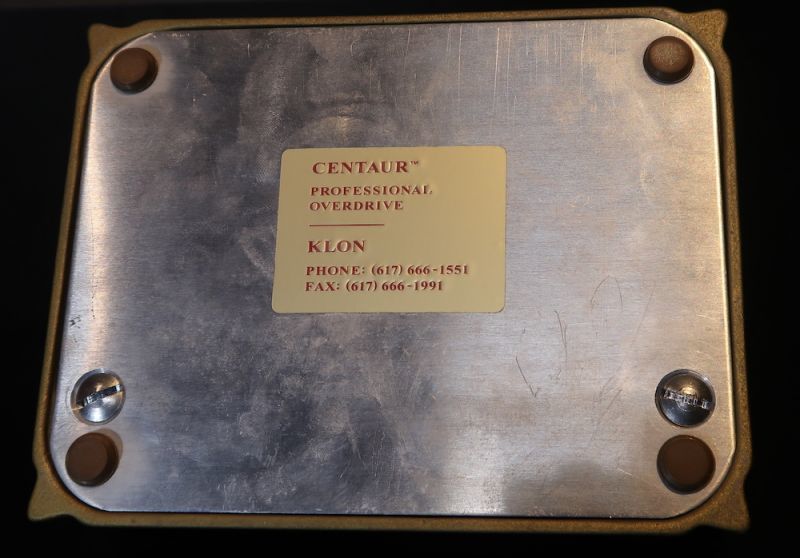 CENTAUR™
PROFESSIONAL
OVERDRIVE
KLON
PHONE: (617) 666-1551
FAX: (617) 666-1991